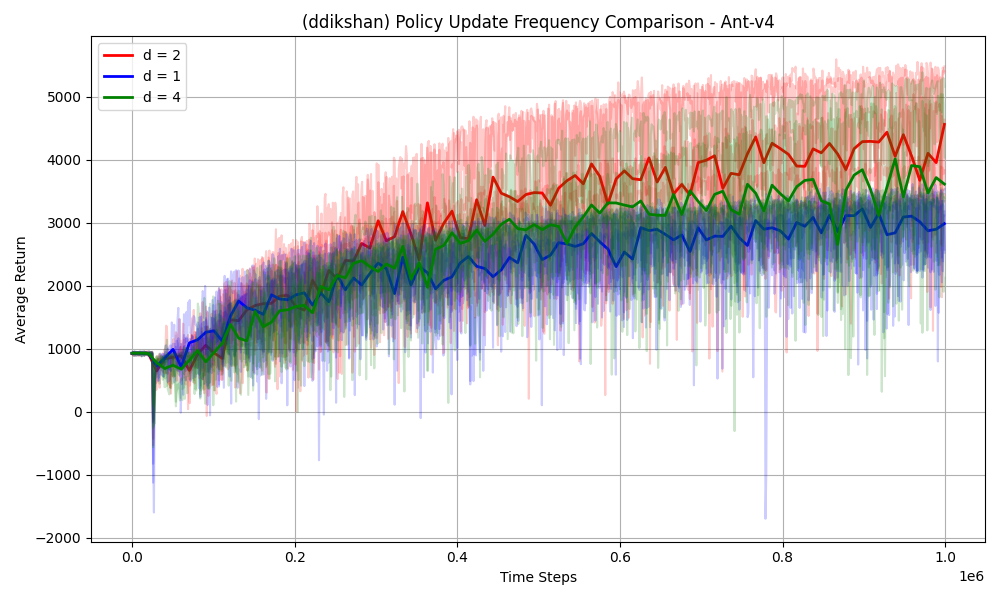 (ddikshan) Policy Update Frequency Comparison - Ant-v4
d = 2
d = 1
d = 4
5000
4000
3000
2000
1000
0
−1000
−2000
Average Return
0.0 0.2 0.4 0.6 0.8 1.0
1e6
Time Steps